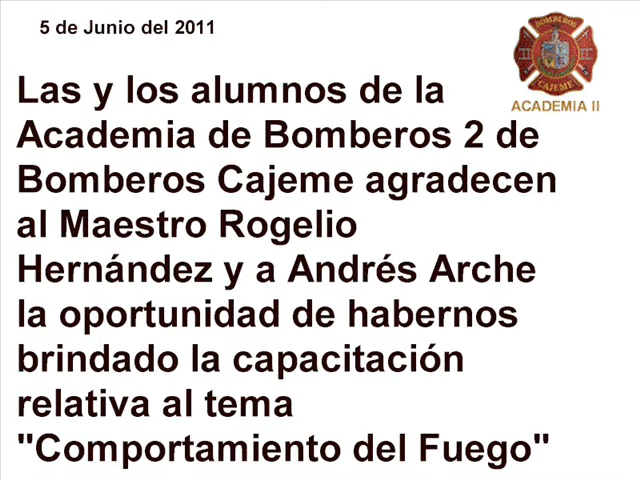 5 de Junio del 2011
BOMBEROS
CAJEME
ACADEMIA II
Las y los alumnos de la
Academia de Bomberos 2 de
Bomberos Cajeme agradecen
al Maestro Rogelio
Hernández y a Andrés Arche
la oportunidad de habernos
brindado la capacitación
relativa al tema
"Comportamiento del Fuego"